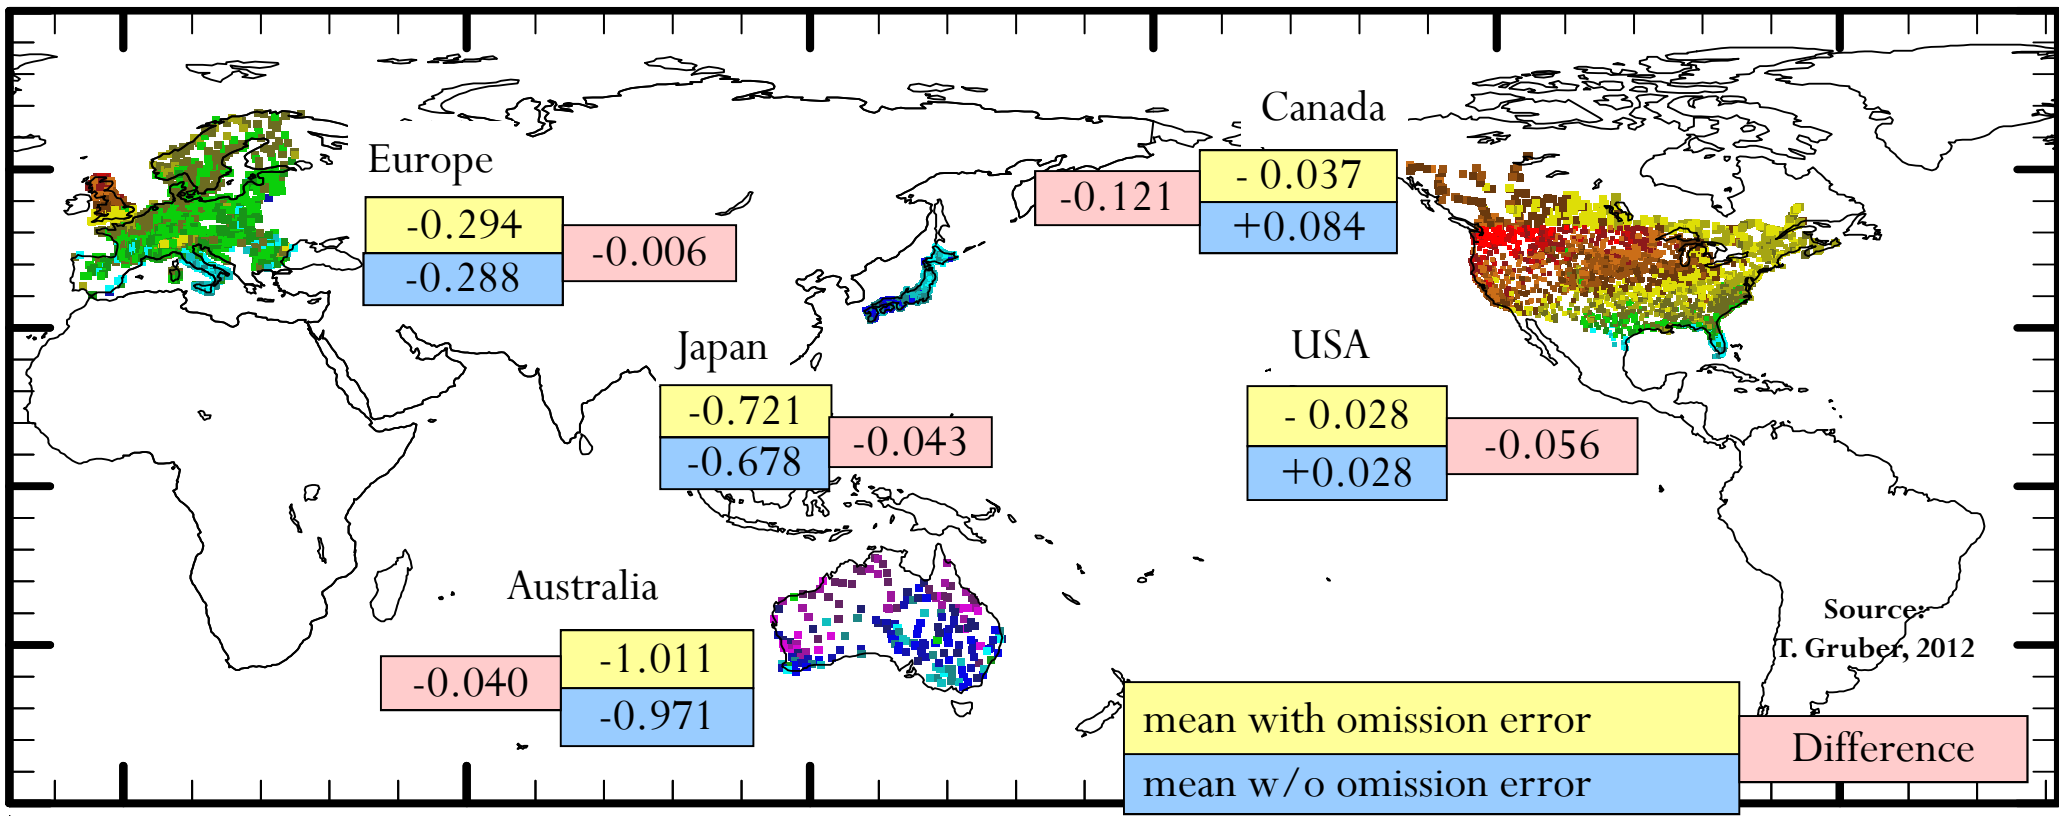 Canada
- 0.037
-0.121
+0.084
Europe
-0.294
-0.006
-0.288
Japan
-0.721
-0.043
-0.678
USA
- 0.028
-0.056
+0.028
Australia
-1.011
-0.040
-0.971
Source:
T. Gruber, 2012
mean with omission error
Difference
mean w/o omission error